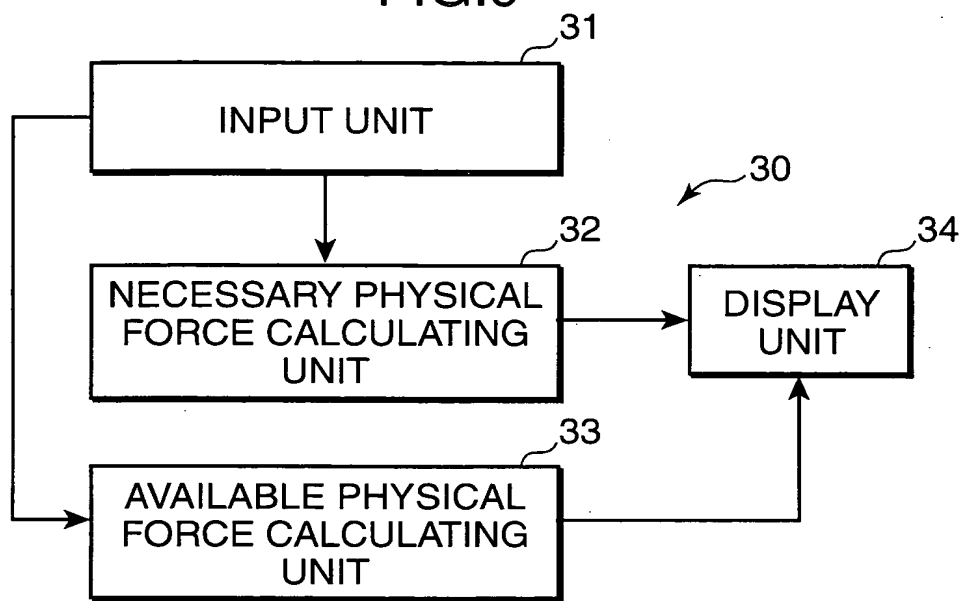 31
INPUT UNIT
30
32
34
NECESSARY PHYSICAL
FORCE CALCULATING
UNIT
DISPLAY
UNIT
33
AVAILABLE PHYSICAL
FORCE CALCULATING
UNIT